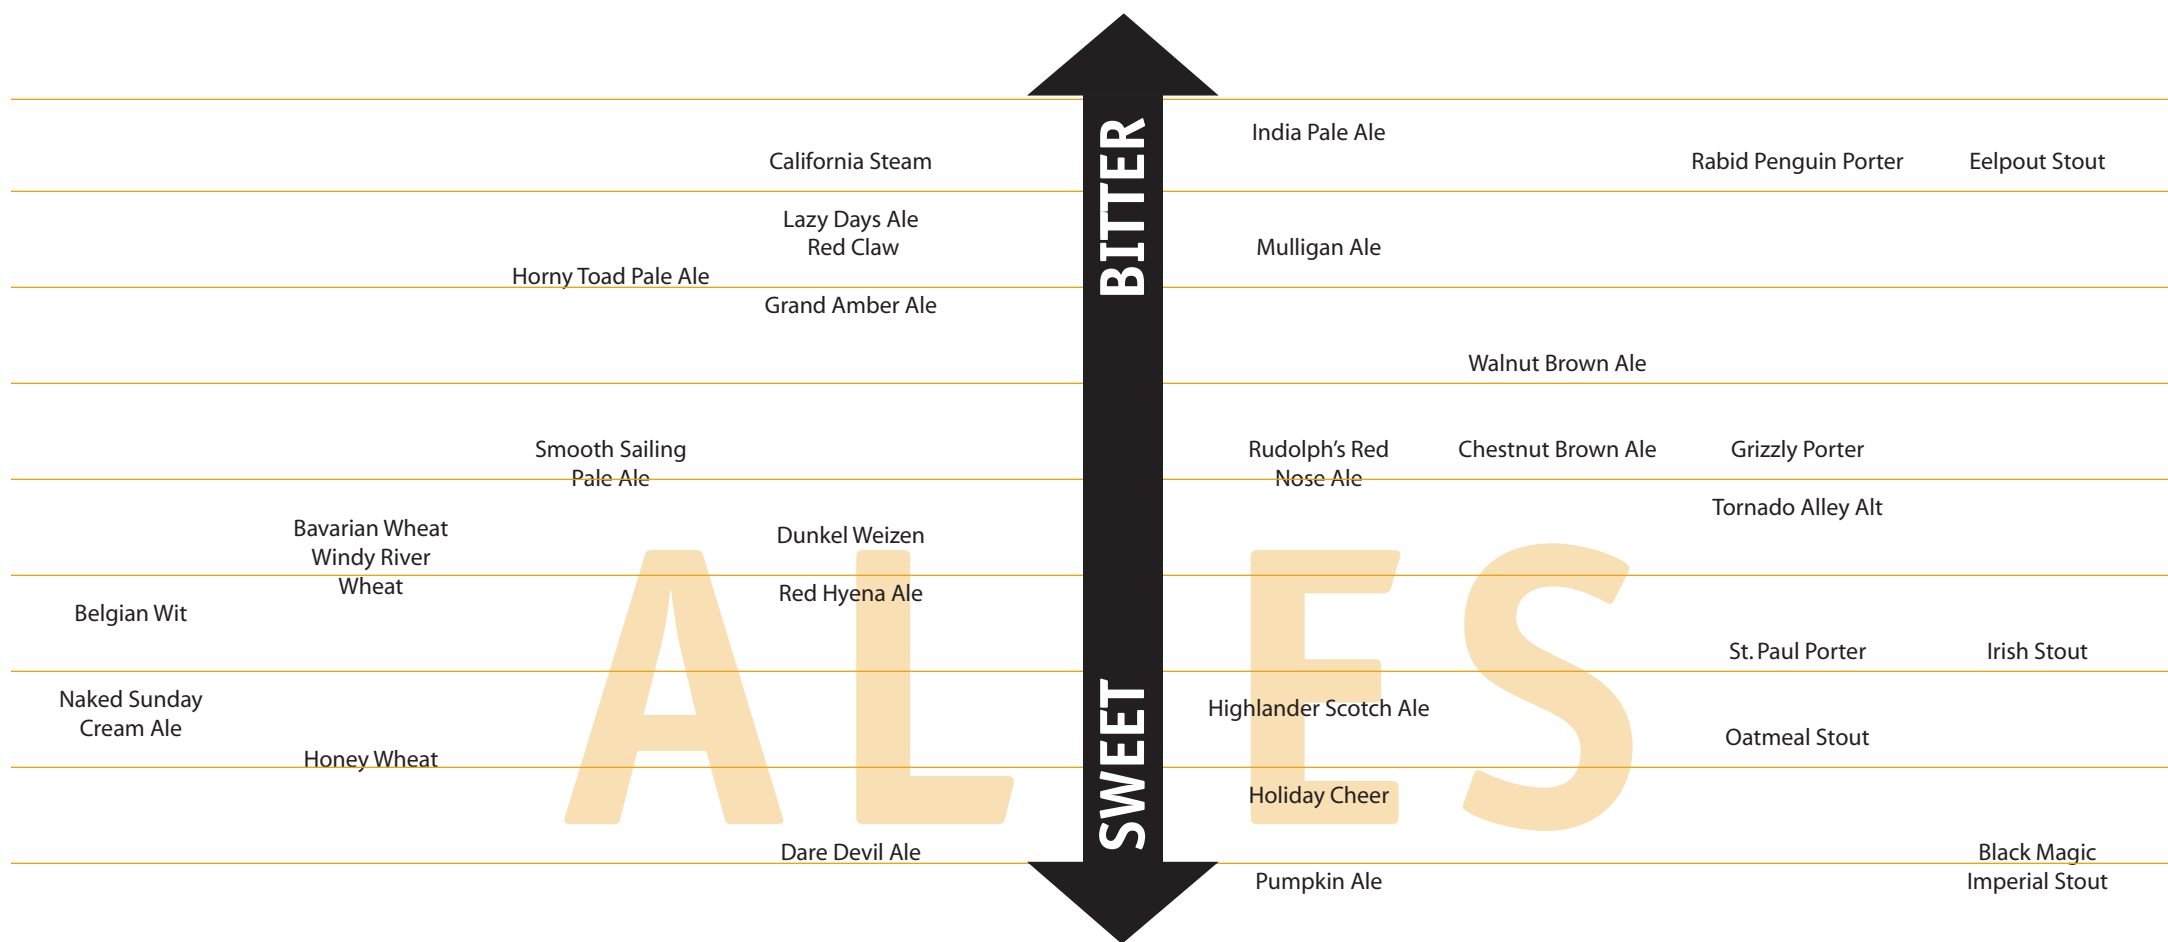 India Pale Ale
California Steam
Rabid Penguin Porter
Eelpout Stout
Lazy Days Ale
Red Claw
Mulligan Ale
Horny Toad Pale Ale
Grand Amber Ale
BITTER
Walnut Brown Ale
Smooth Sailing
Pale Ale
Rudolph’s Red
Nose Ale
Chestnut Brown Ale
Grizzly Porter
Tornado Alley Alt
Bavarian Wheat
Windy River
Wheat
Dunkel Weizen
Red Hyena Ale
Belgian Wit
ALES
St. Paul Porter
Irish Stout
Naked Sunday
Cream Ale
SWEET
Highlander Scotch Ale
Oatmeal Stout
Honey Wheat
Holiday Cheer
Dare Devil Ale
Pumpkin Ale
Black Magic
Imperial Stout